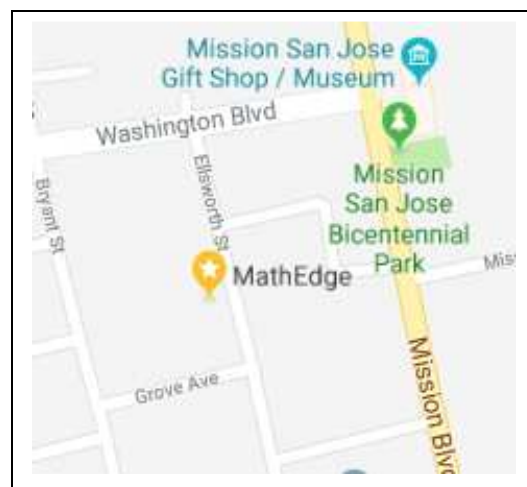 Mission San Jose
Gift Shop / Museum
Washington Blvd
Mission
San Jose
Bicentennial
Park
Ellsworth St
Bryant St
MathEdge
Grove Ave
Mission Blv